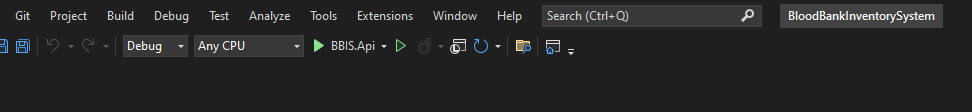 Git Project Build Debug Test Analyze Tools Extensions Window Help Search (Ctrl+Q) BloodBankInventorySystem
Debug Any CPU BBIS.Api